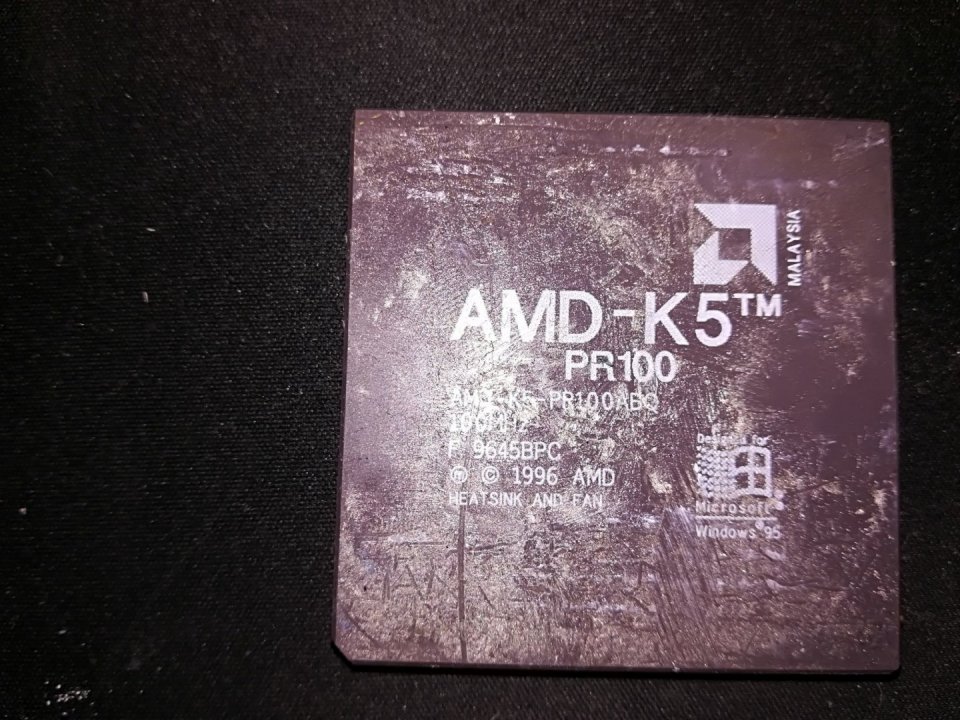 MALAYSIA
AMD-K5™
PR100
AMD-K5-PR100ABQ
F 9645BPC
Ⓜ © 1996 AMD
HEATSINK AND FAN
Designed for
Microsoft®
Windows®95